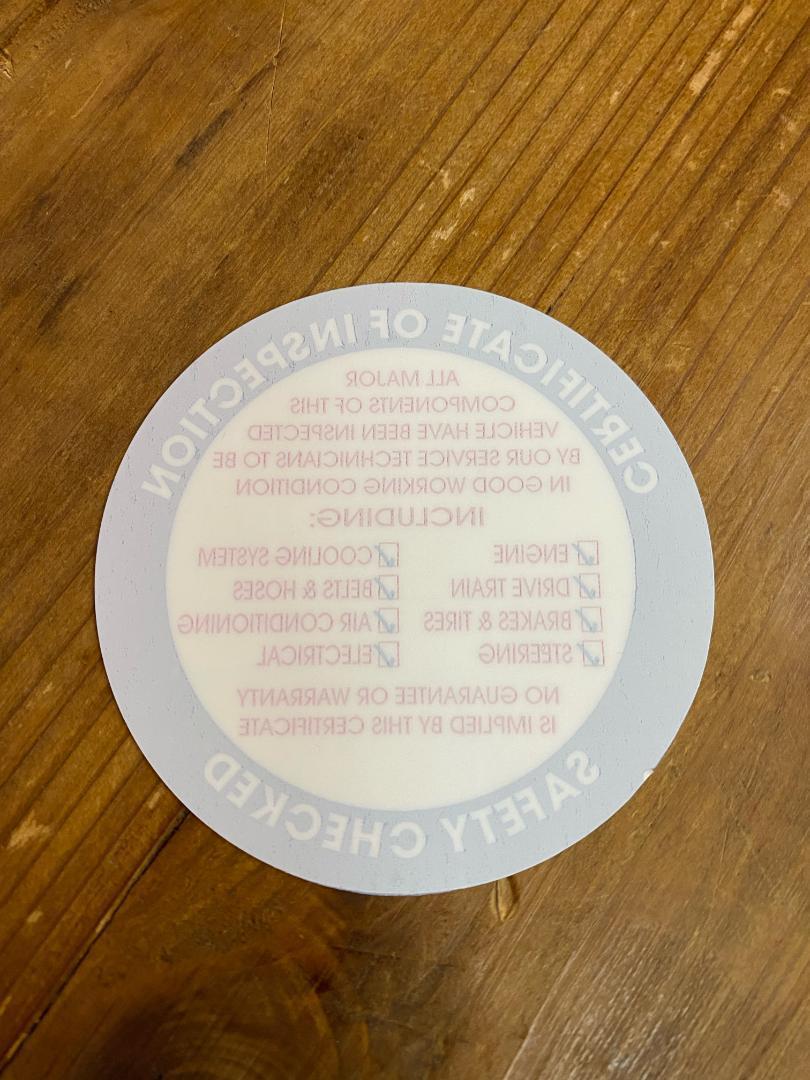 CERTIFICATE OF INSPECTION
ALL MAJOR
COMPONENTS OF THIS
VEHICLE HAVE BEEN INSPECTED
BY OUR SERVICE TECHNICIANS TO BE
IN GOOD WORKING CONDITION
INCLUDING:
ENGINE COOLING SYSTEM
DRIVE TRAIN BELTS & HOSES
BRAKES & TIRES AIR CONDITIONING
STEERING ELECTRICAL
NO GUARANTEE OR WARRANTY
IS IMPLIED BY THIS CERTIFICATE
SAFETY CHECKED